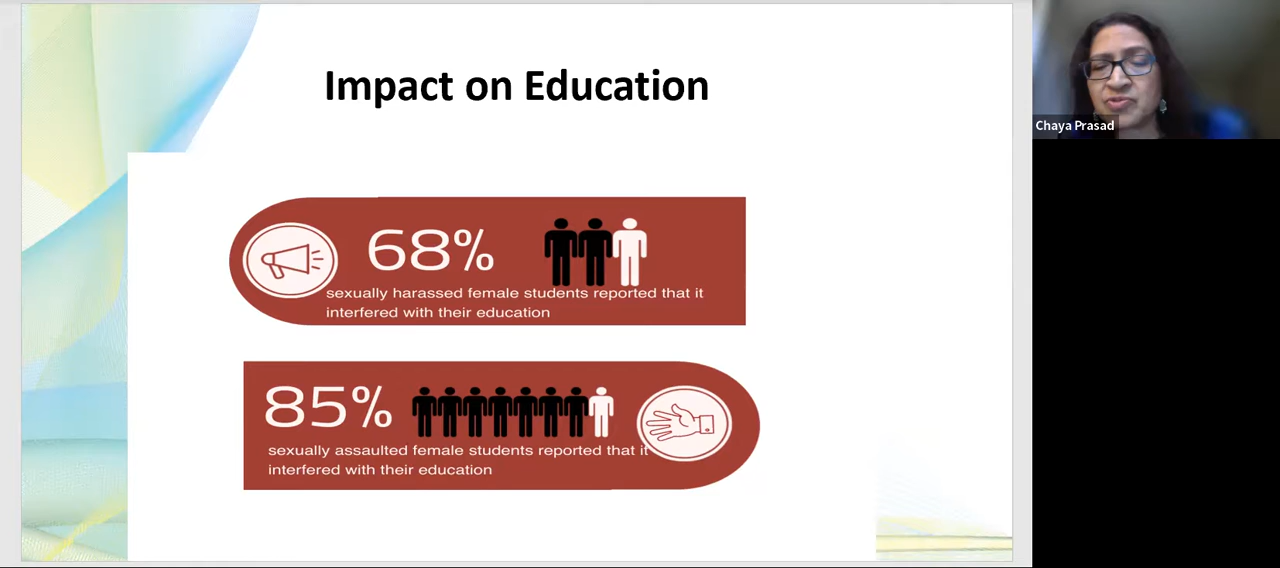 Impact on Education
68%
sexually harassed female students reported that it
interfered with their education
85%
sexually assaulted female students reported that it
interfered with their education
Chaya Prasad